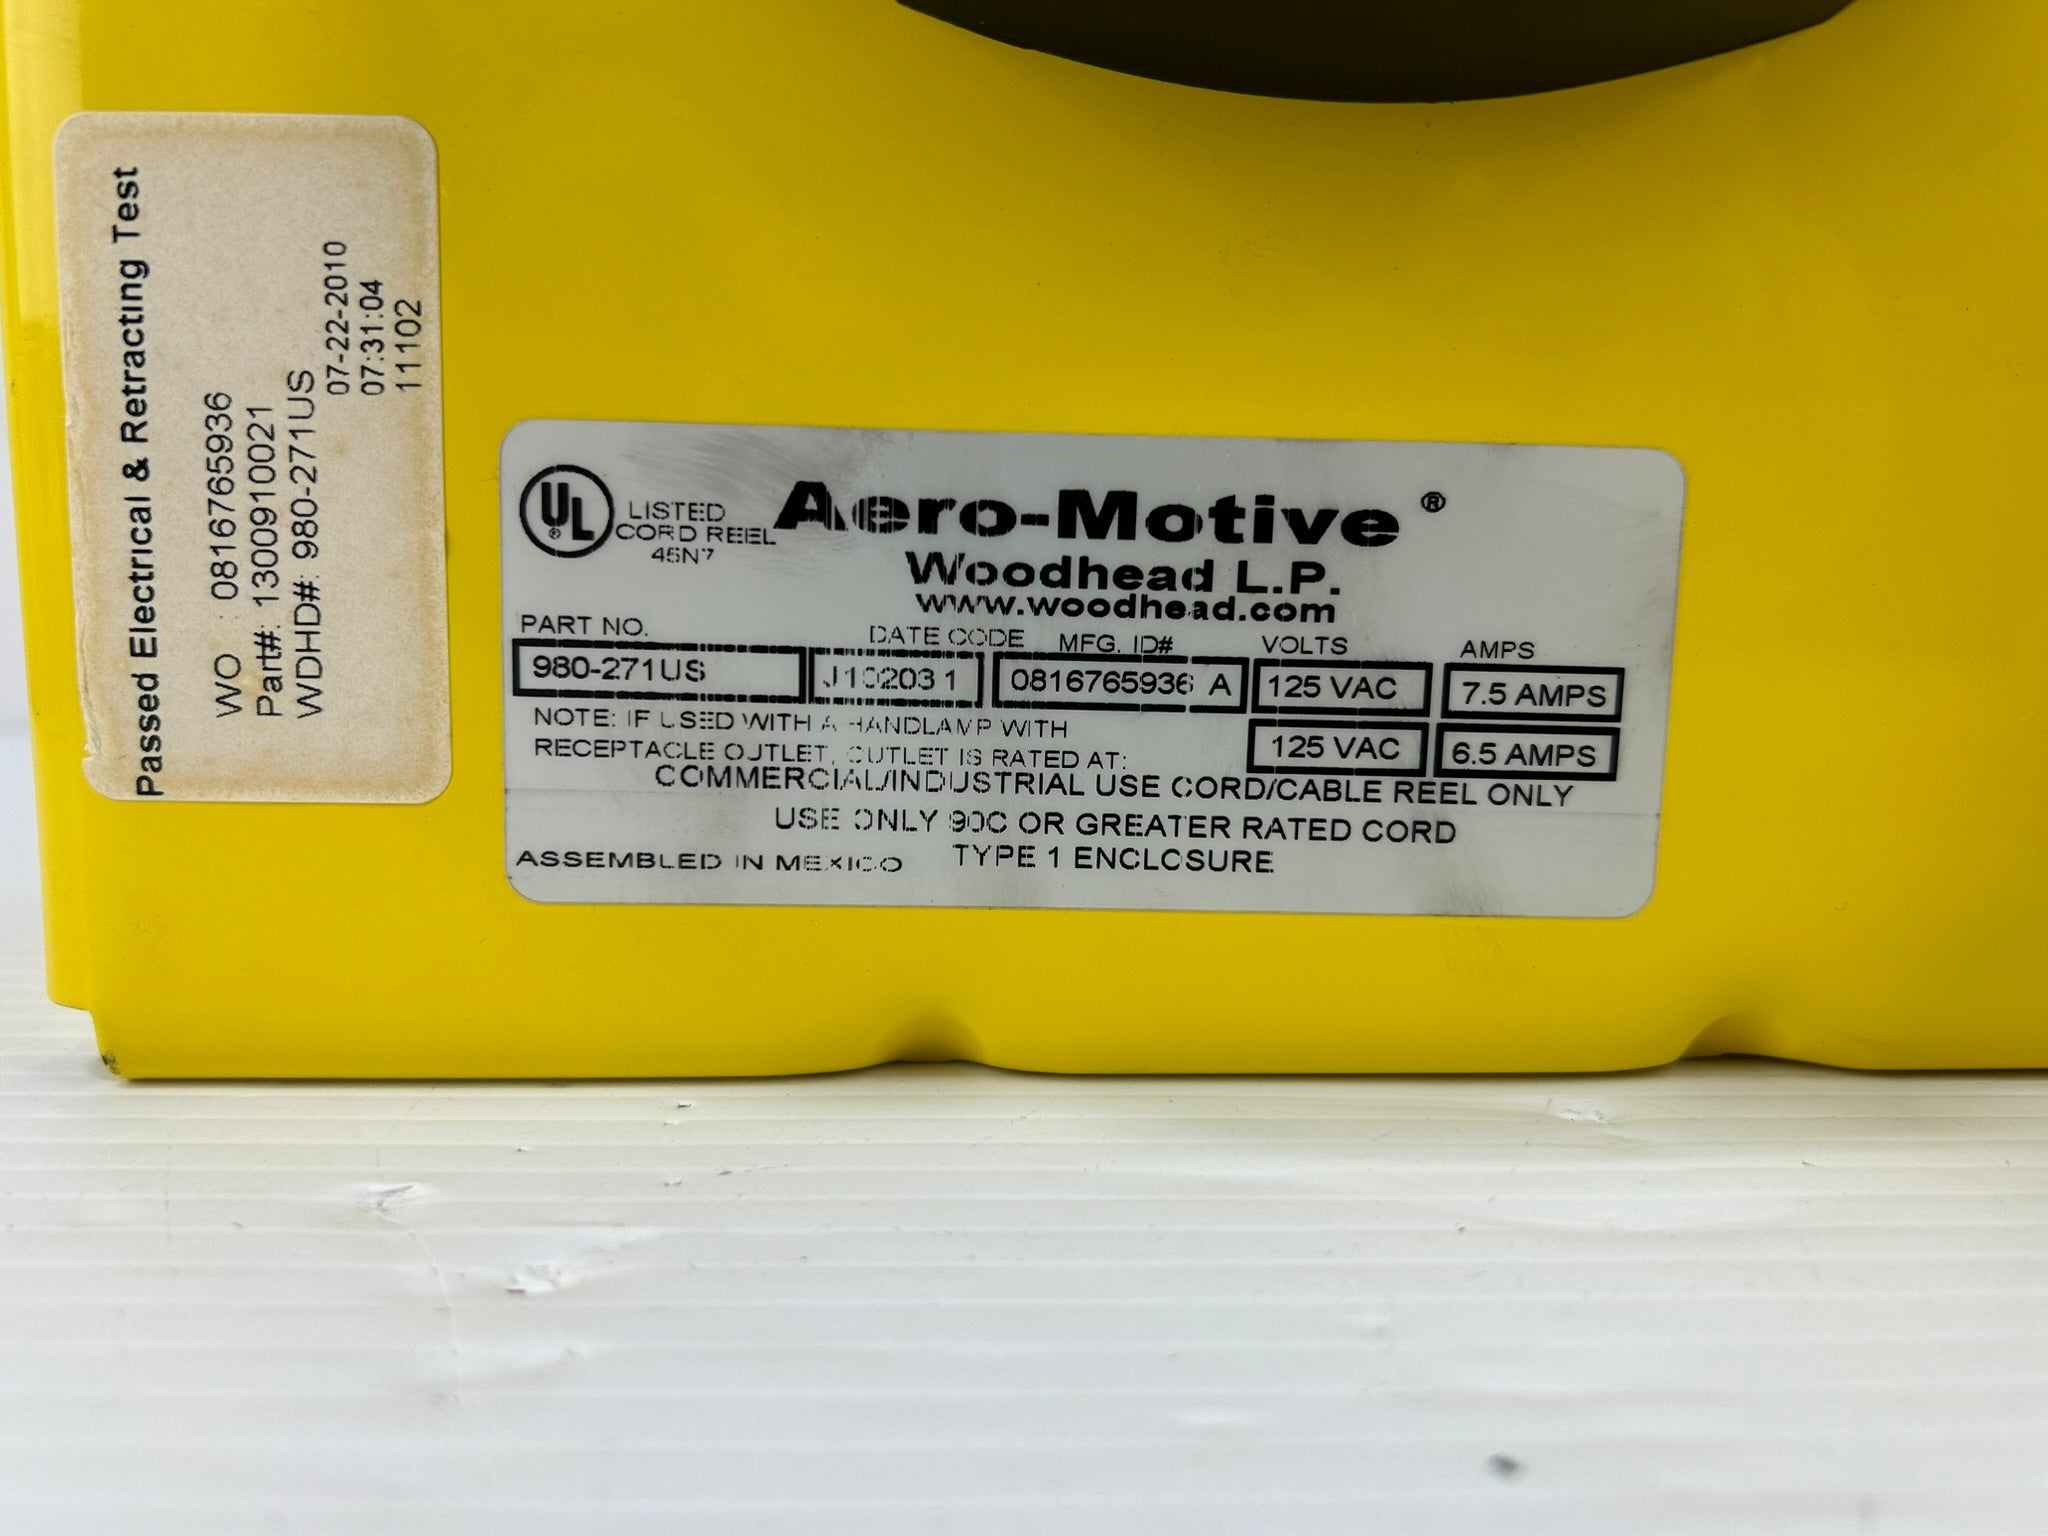 Passed Electrical & Retracting Test
WO : 0816765936
Part#: 1300910021
WDHD#: 980-271US
07-22-2010
07:31:04
11102
UL ®
LISTED
CORD REEL
45N7
Aero-Motive ®
Woodhead L.P.
www.woodhead.com
PART NO. DATE CODE MFG. ID# VOLTS AMPS
980-271US J102031 0816765936 A 125 VAC 7.5 AMPS
NOTE: IF USED WITH A HANDLAMP WITH
RECEPTACLE OUTLET, OUTLET IS RATED AT: 125 VAC 6.5 AMPS
COMMERCIAL/INDUSTRIAL USE CORD/CABLE REEL ONLY
USE ONLY 90C OR GREATER RATED CORD
ASSEMBLED IN MEXICO TYPE 1 ENCLOSURE